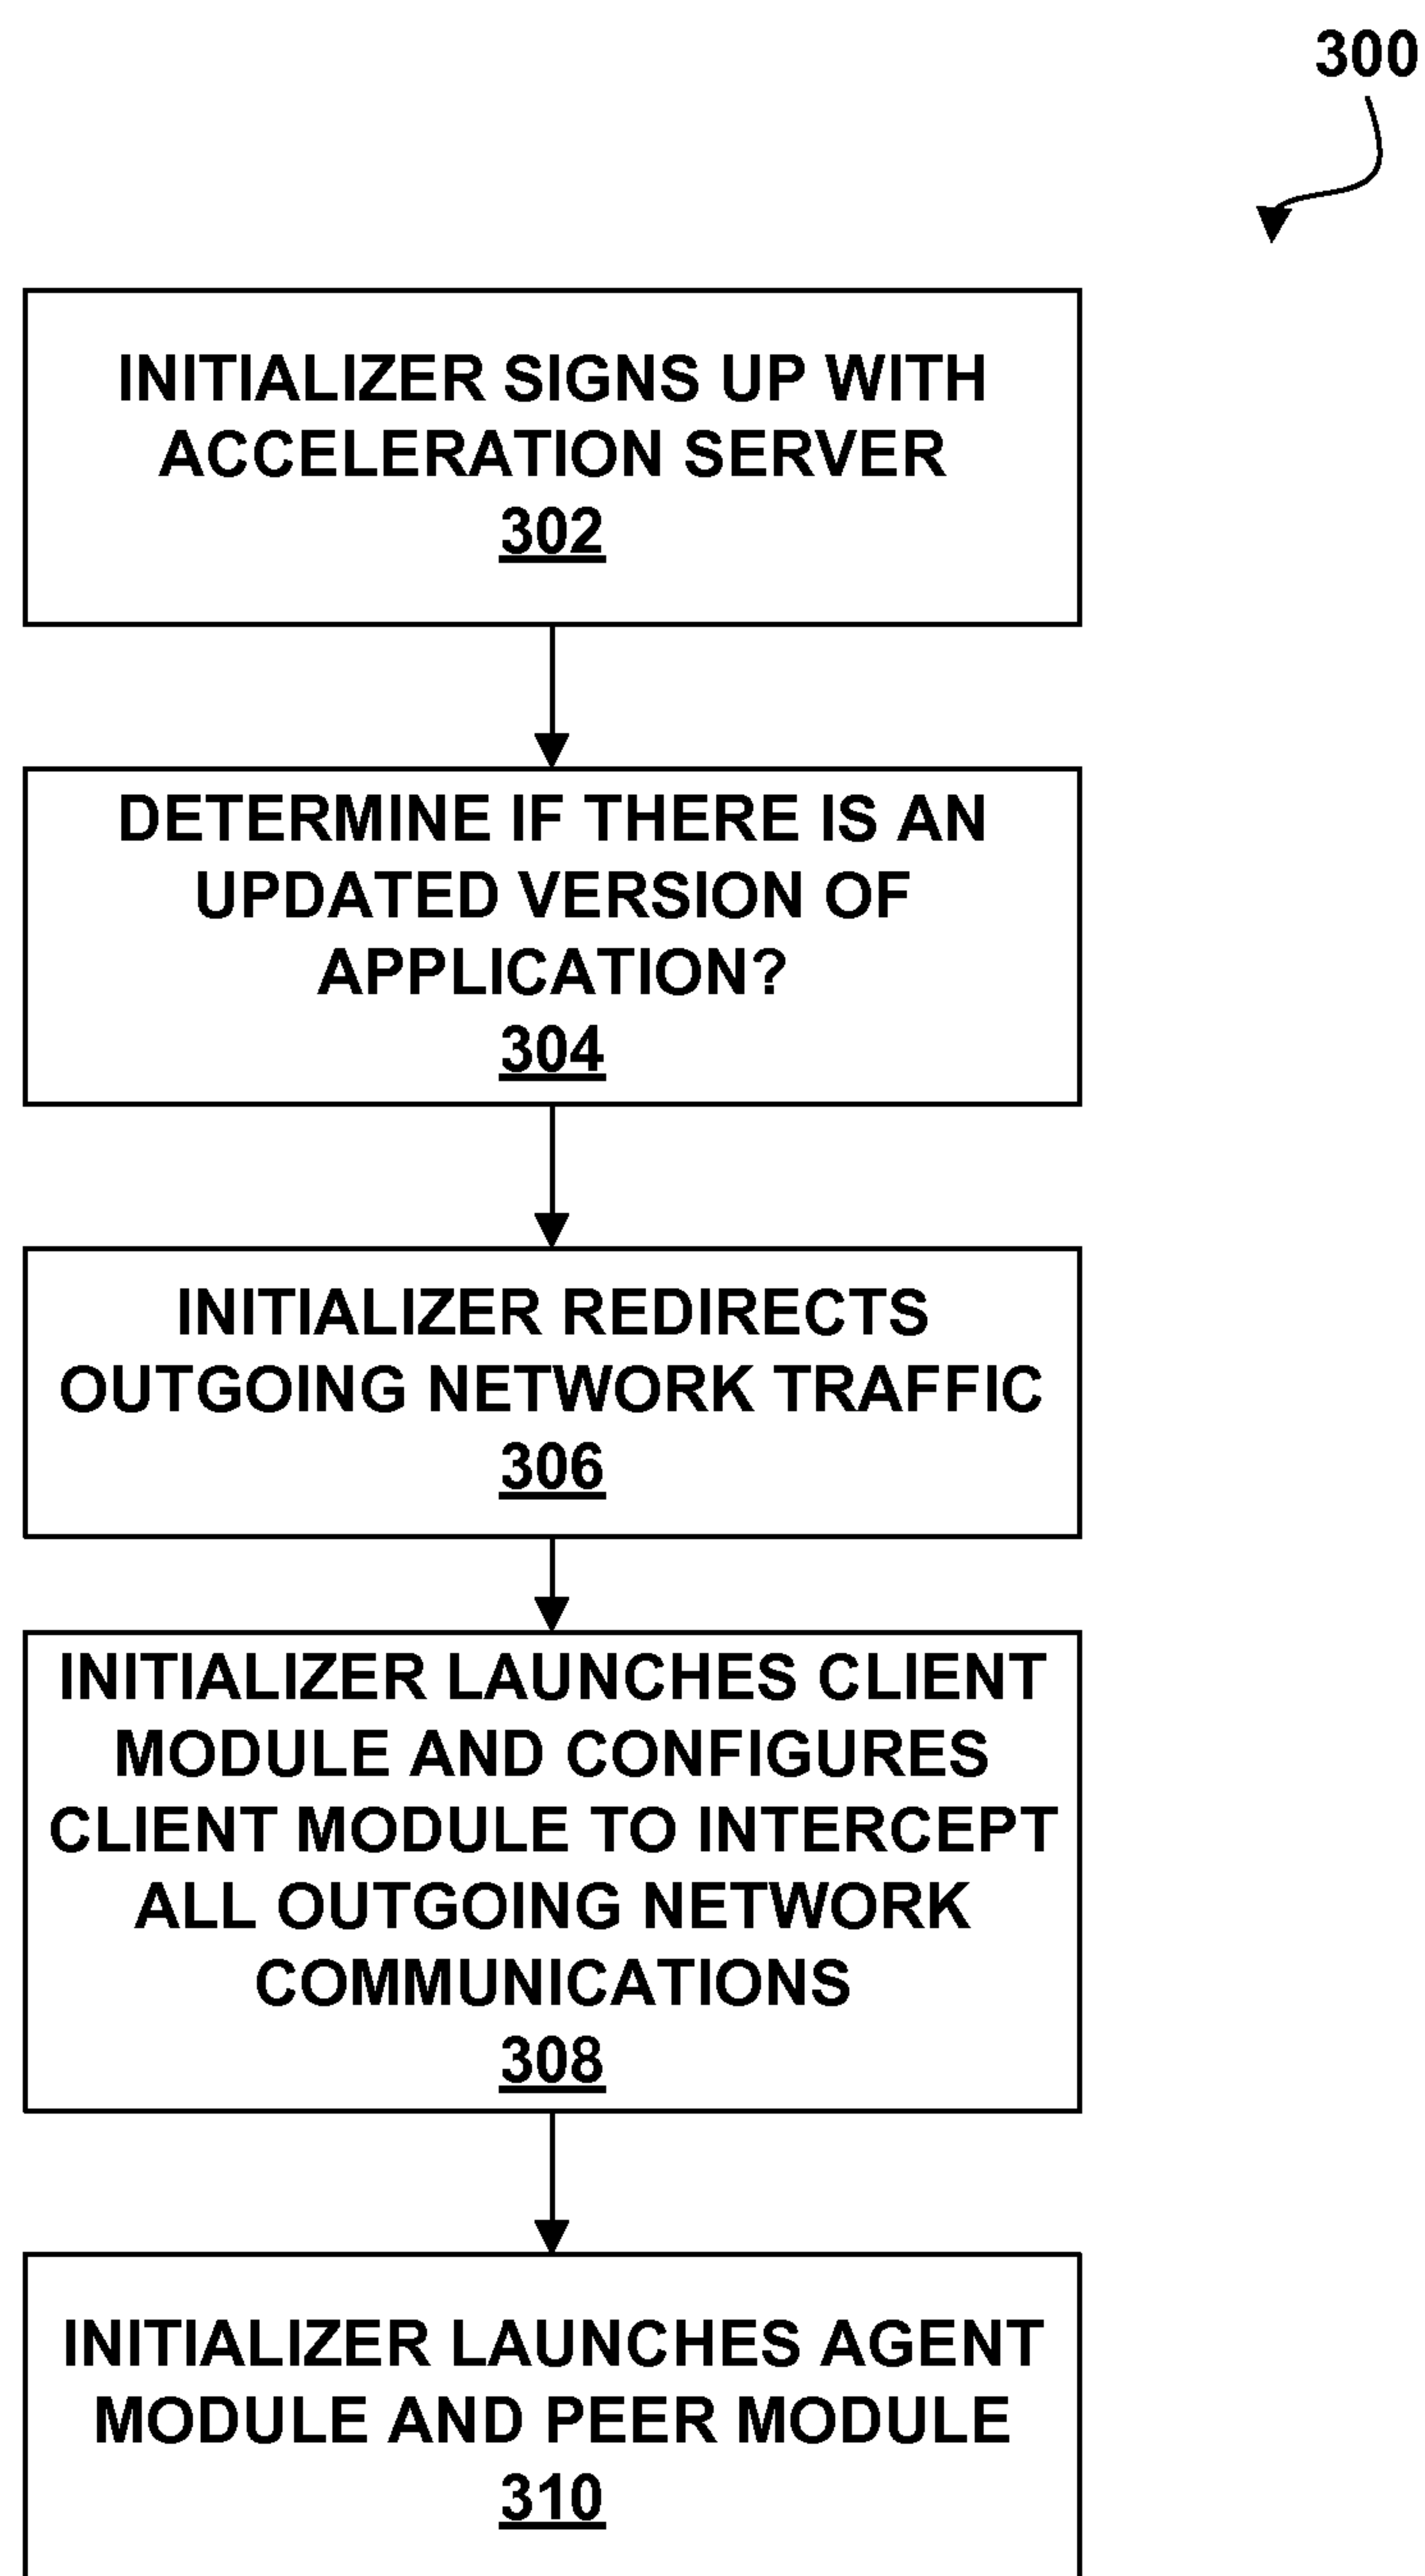 300
INITIALIZER SIGNS UP WITH
ACCELERATION SERVER
302
DETERMINE IF THERE IS AN
UPDATED VERSION OF
APPLICATION?
304
INITIALIZER REDIRECTS
OUTGOING NETWORK TRAFFIC
306
INITIALIZER LAUNCHES CLIENT
MODULE AND CONFIGURES
CLIENT MODULE TO INTERCEPT
ALL OUTGOING NETWORK
COMMUNICATIONS
308
INITIALIZER LAUNCHES AGENT
MODULE AND PEER MODULE
310